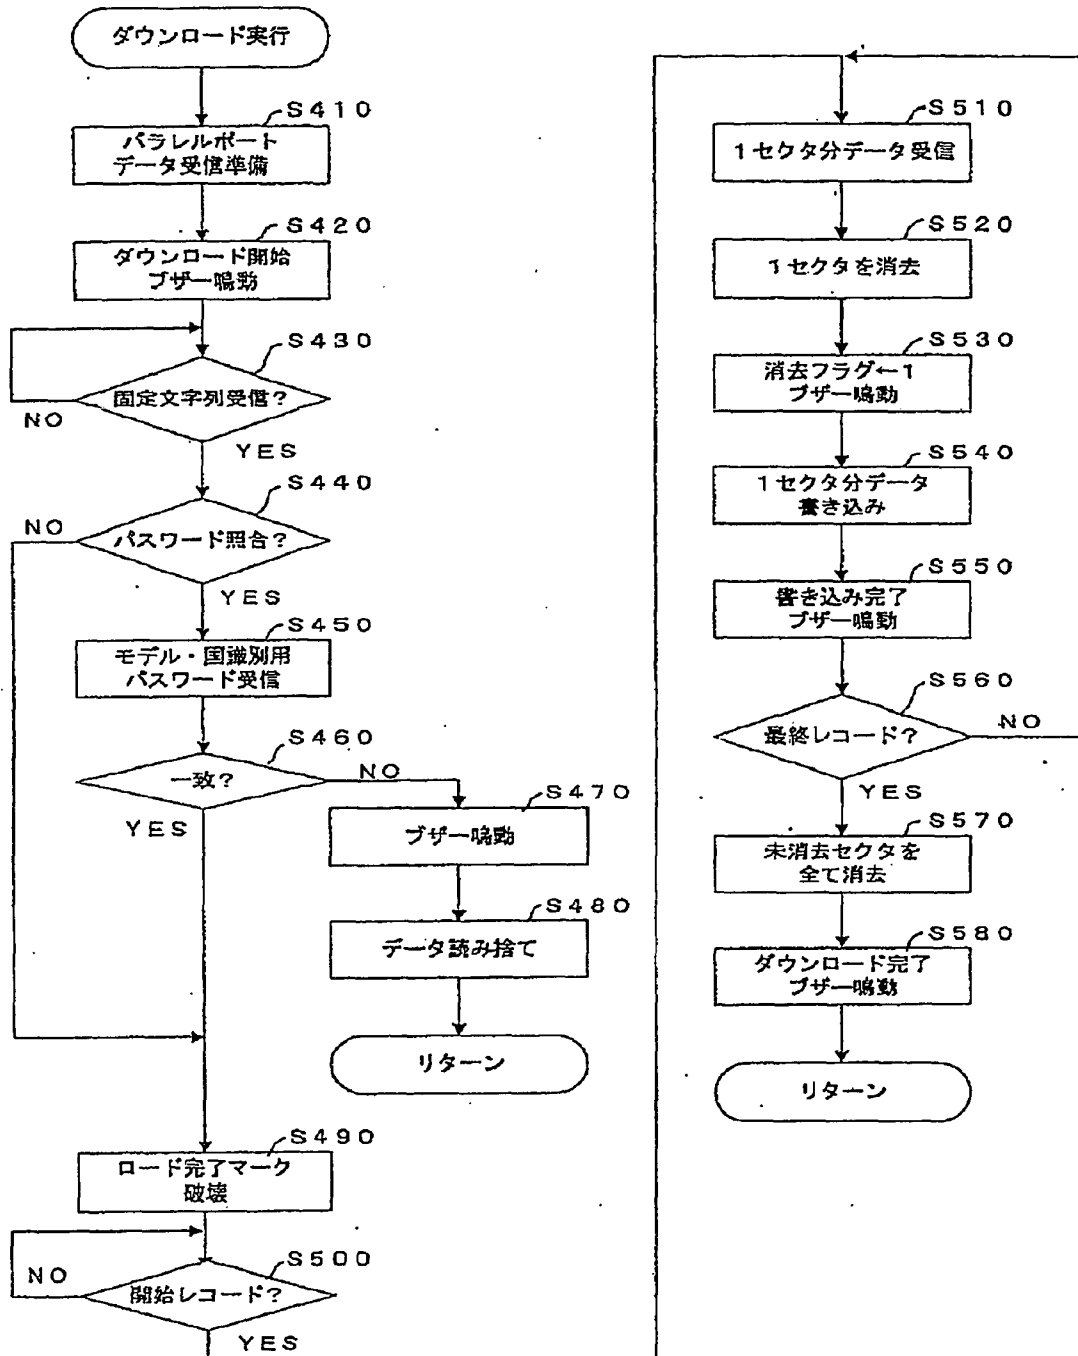 ダウンロード実行
S410
パラレルポート
データ受信準備
S420
ダウンロード開始
ブザー鳴動
S430
固定文字列受信？
NO
YES
S440
NO
パスワード照合？
YES
S450
モデル・国識別用
パスワード受信
S460
一致？
NO
YES
S470
ブザー鳴動
S480
データ読み捨て
リターン
S490
ロード完了マーク
破壊
S500
NO
開始レコード？
YES
S510
1セクタ分データ受信
S520
1セクタを消去
S530
消去フラグ←1
ブザー鳴動
S540
1セクタ分データ
書き込み
S550
書き込み完了
ブザー鳴動
S560
最終レコード？
NO
YES
S570
未消去セクタを
全て消去
S580
ダウンロード完了
ブザー鳴動
リターン